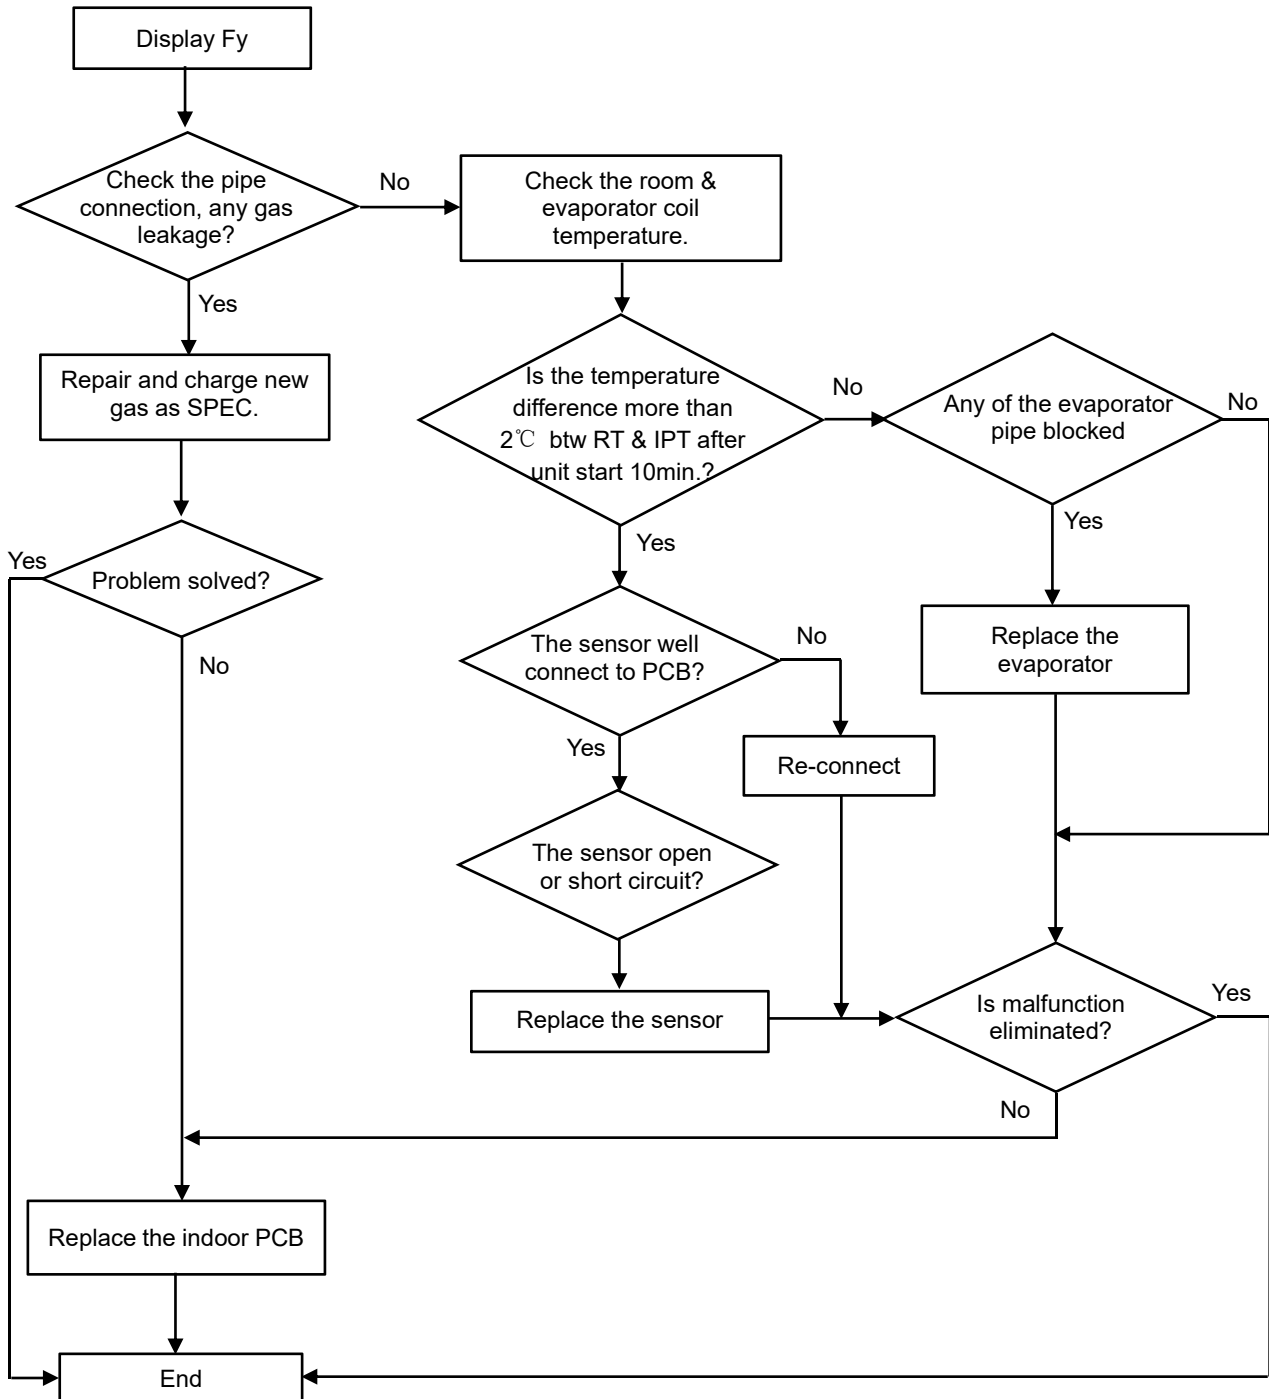 Display Fy
Check the pipe
connection, any gas
leakage?
No
Check the room &
evaporator coil
temperature.
Yes
Repair and charge new
gas as SPEC.
Is the temperature
difference more than
2℃ btw RT & IPT after
unit start 10min.?
No
Any of the evaporator
pipe blocked
No
Yes
Yes
Yes
Problem solved?
No
The sensor well
connect to PCB?
No
Replace the
evaporator
Yes
Re-connect
The sensor open
or short circuit?
Replace the sensor
Is malfunction
eliminated?
Yes
No
Replace the indoor PCB
End